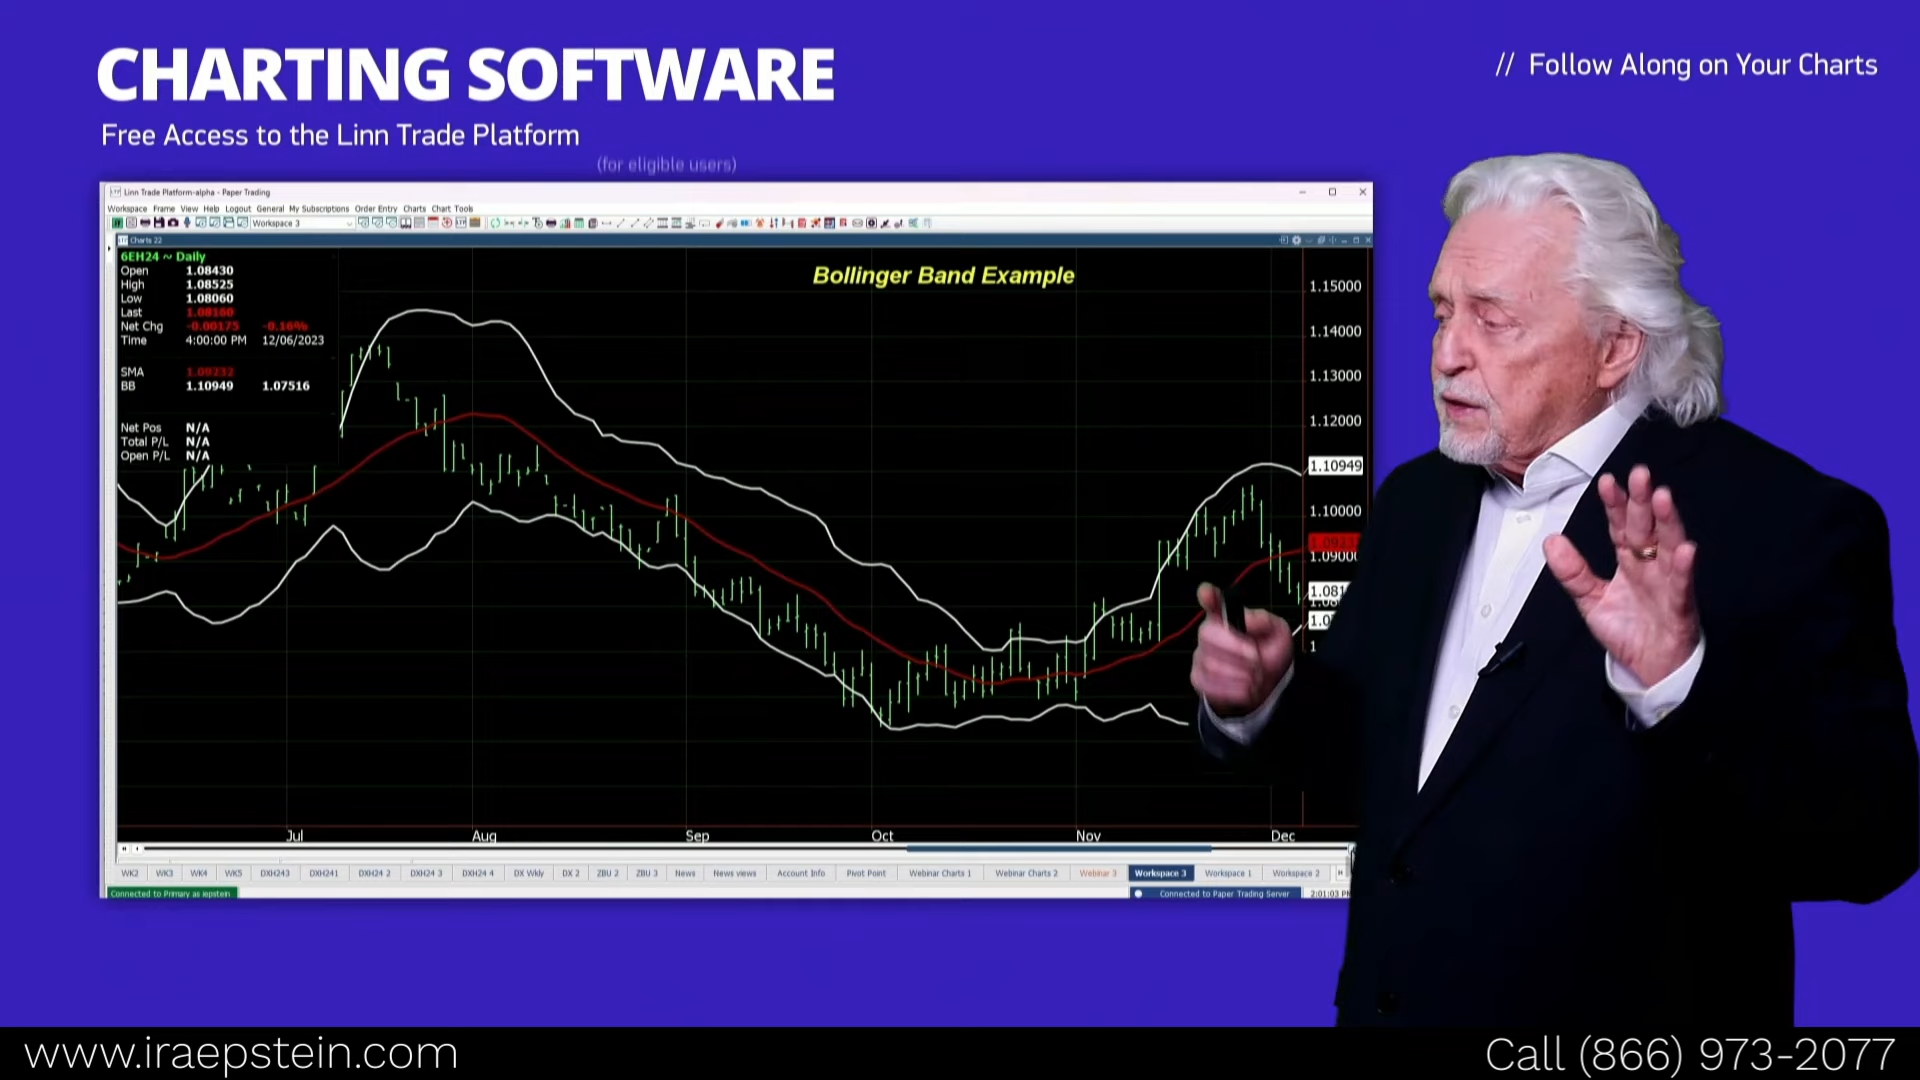 CHARTING SOFTWARE
// Follow Along on Your Charts
Free Access to the Linn Trade Platform
(for eligible users)
Linn Trade Platform-alpha - Paper Trading
Workspace Frame View Help Logout General My Subscriptions Order Entry Charts Chart Tools
Workspace 3
Charts 22
6EH24 ~ Daily
Open 1.08430
High 1.08525
Low 1.08060
Last 1.08160
Net Chg -0.00175 -0.16%
Time 4:00:00 PM 12/06/2023
SMA 1.09232
BB 1.10949 1.07516
Net Pos N/A
Total P/L N/A
Open P/L N/A
Bollinger Band Example
1.15000
1.14000
1.13000
1.12000
1.10949
1.10000
1.09000
Jul Aug Sep Oct Nov Dec
WK2 WK3 WK4 WK5 DXH243 DXH241 DXH24 2 DXH24 3 DXH24 4 DX Wkly DX 2 ZBU 2 ZBU 3 News News views Account Info Pivot Point Webinar Charts 1 Webinar Charts 2 Webinar 3 Workspace 3 Workspace 1 Workspace 2
Connected to Primary as iepstein
Connected to Paper Trading Server
2:01:03
www.iraepstein.com
Call (866) 973-2077